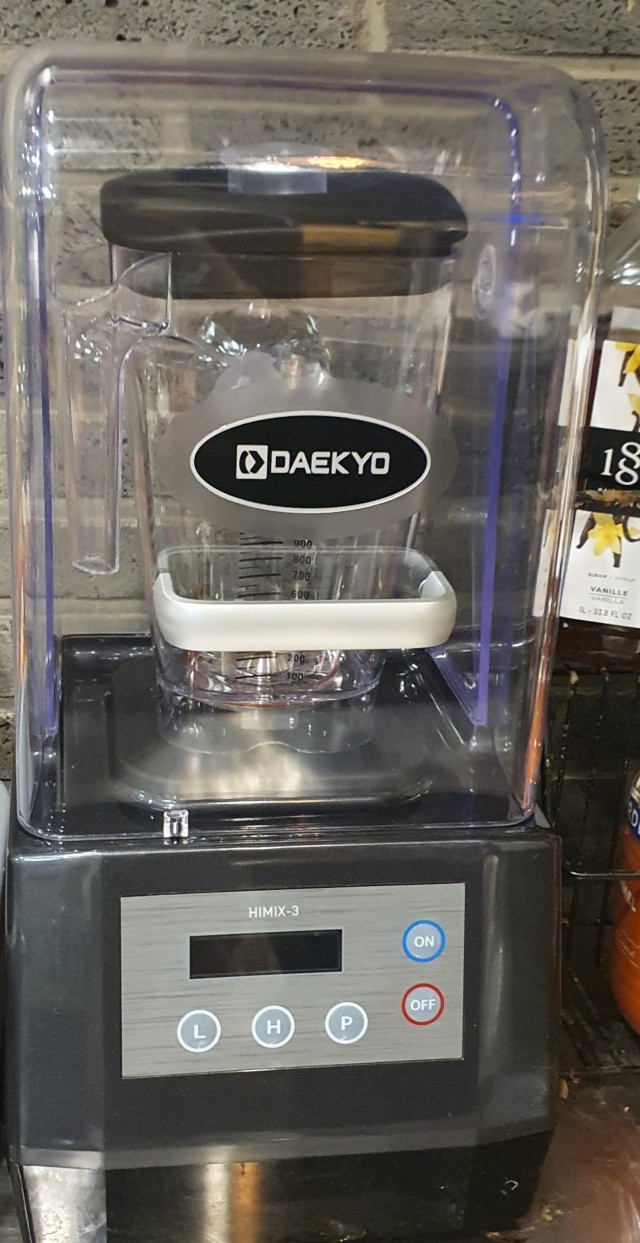 DAEKYO
900
800
700
600
200
100
HIMIX-3
ON
OFF
L
H
P
18
SIROP / SYRUP
VANILLE
VANILLA
1L - 33.8 FL OZ